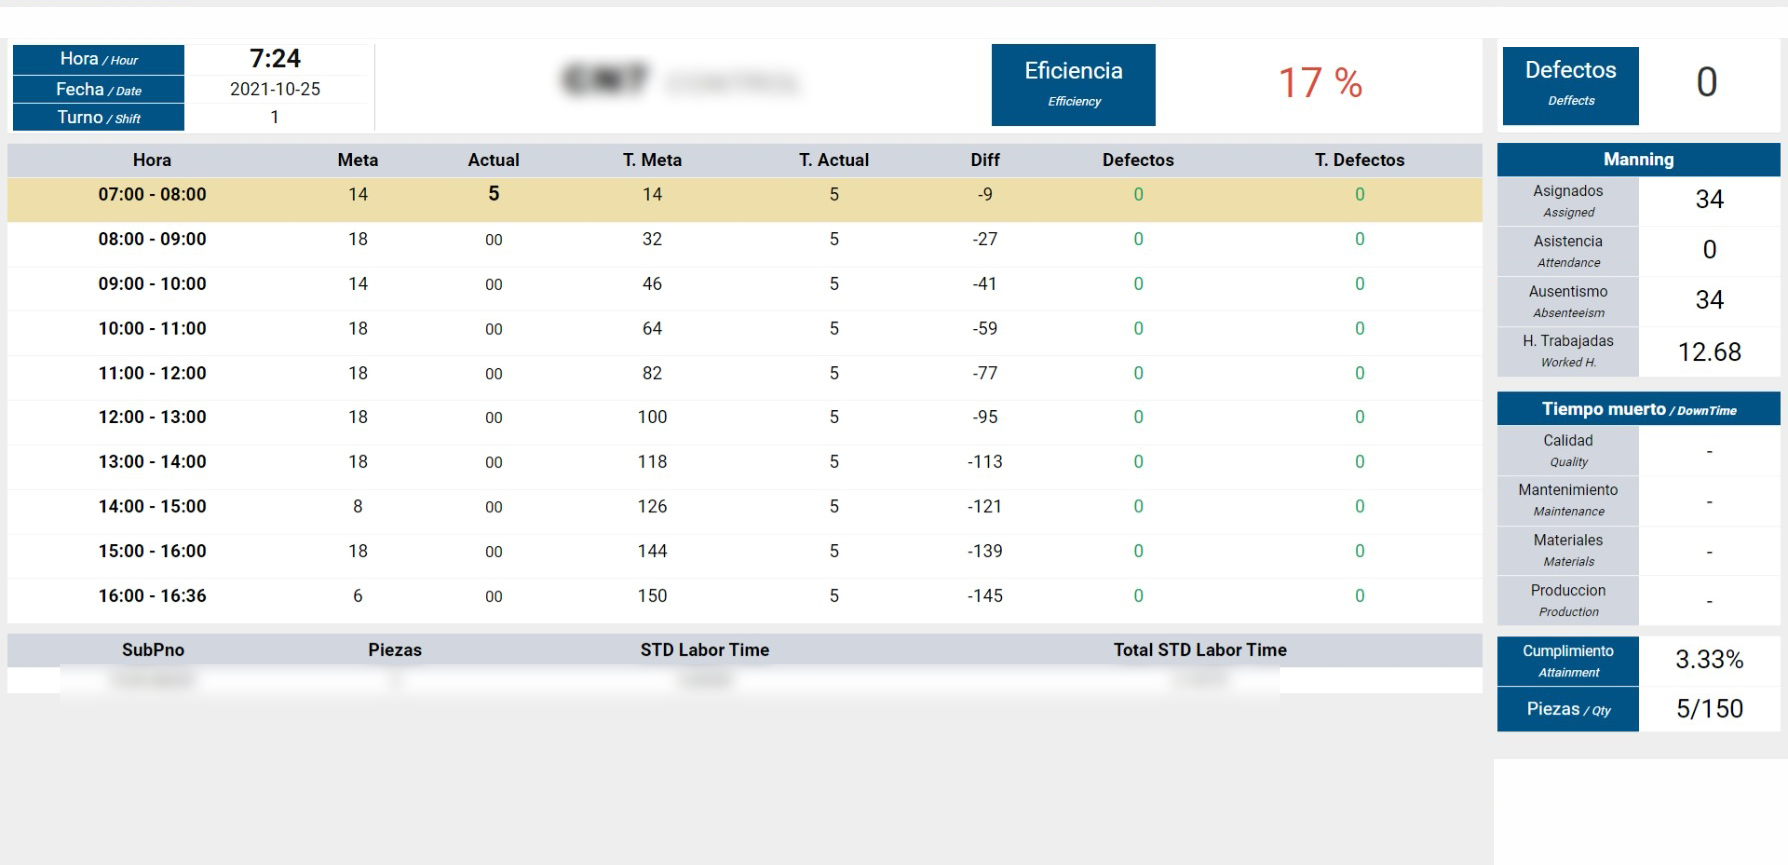 Hora / Hour 7:24
Fecha / Date 2021-10-25
Turno / Shift 1
Eficiencia
Efficiency
17 %
Defectos
Deffects
0
Hora Meta Actual T. Meta T. Actual Diff Defectos T. Defectos
07:00 - 08:00 14 5 14 5 -9 0 0
08:00 - 09:00 18 00 32 5 -27 0 0
09:00 - 10:00 14 00 46 5 -41 0 0
10:00 - 11:00 18 00 64 5 -59 0 0
11:00 - 12:00 18 00 82 5 -77 0 0
12:00 - 13:00 18 00 100 5 -95 0 0
13:00 - 14:00 18 00 118 5 -113 0 0
14:00 - 15:00 8 00 126 5 -121 0 0
15:00 - 16:00 18 00 144 5 -139 0 0
16:00 - 16:36 6 00 150 5 -145 0 0
SubPno Piezas STD Labor Time Total STD Labor Time
Manning
Asignados
Assigned
34
Asistencia
Attendance
0
Ausentismo
Absenteeism
34
H. Trabajadas
Worked H.
12.68
Tiempo muerto / DownTime
Calidad
Quality
-
Mantenimiento
Maintenance
-
Materiales
Materials
-
Produccion
Production
-
Cumplimiento
Attainment
3.33%
Piezas / Qty 5/150